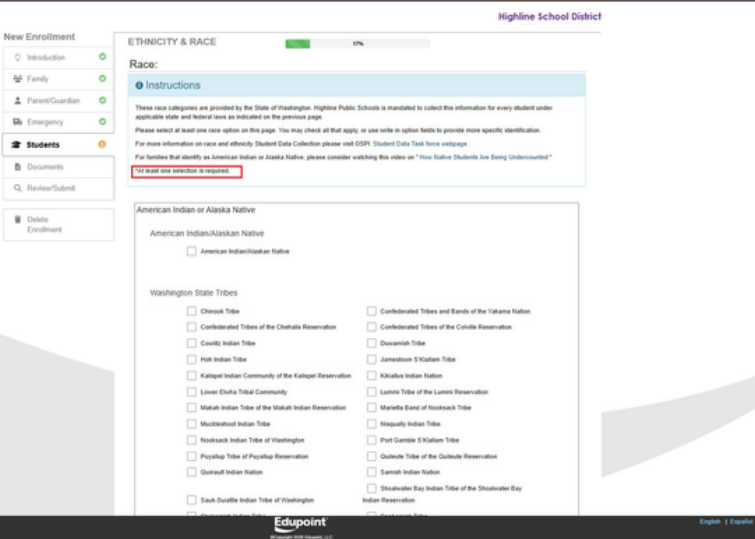 Highline School District
New Enrollment
Introduction
Family
Parent/Guardian
Emergency
Students
Documents
Review/Submit
Delete
Enrollment
ETHNICITY & RACE
17%
Race:
Instructions
These race categories are provided by the State of Washington. Highline Public Schools is mandated to collect this information for every student under
applicable state and federal laws as indicated on the previous page.
Please select at least one race option on this page. You may check all that apply, or use write in option fields to provide more specific identification.
For more information on race and ethnicity Student Data Collection please visit OSPI Student Data Task force webpage.
For families that identify as American Indian or Alaska Native, please consider watching this video on "How Native Students Are Being Undercounted."
*At least one selection is required
American Indian or Alaska Native
American Indian/Alaskan Native
American Indian/Alaskan Native
Washington State Tribes
Chinook Tribe
Confederated Tribes and Bands of the Yakama Nation
Confederated Tribes of the Chehalis Reservation
Confederated Tribes of the Colville Reservation
Cowlitz Indian Tribe
Duwamish Tribe
Hoh Indian Tribe
Jamestown S'Klallam Tribe
Kalispel Indian Community of the Kalispel Reservation
Kikiallus Indian Nation
Lower Elwha Tribal Community
Lummi Tribe of the Lummi Reservation
Makah Indian Tribe of the Makah Indian Reservation
Marietta Band of Nooksack Tribe
Muckleshoot Indian Tribe
Nisqually Indian Tribe
Nooksack Indian Tribe of Washington
Port Gamble S'Klallam Tribe
Puyallup Tribe of Puyallup Reservation
Quileute Tribe of the Quileute Reservation
Quinault Indian Nation
Samish Indian Nation
Sauk-Suiattle Indian Tribe of Washington
Shoalwater Bay Indian Tribe of the Shoalwater Bay
Indian Reservation
Edupoint
English | Español